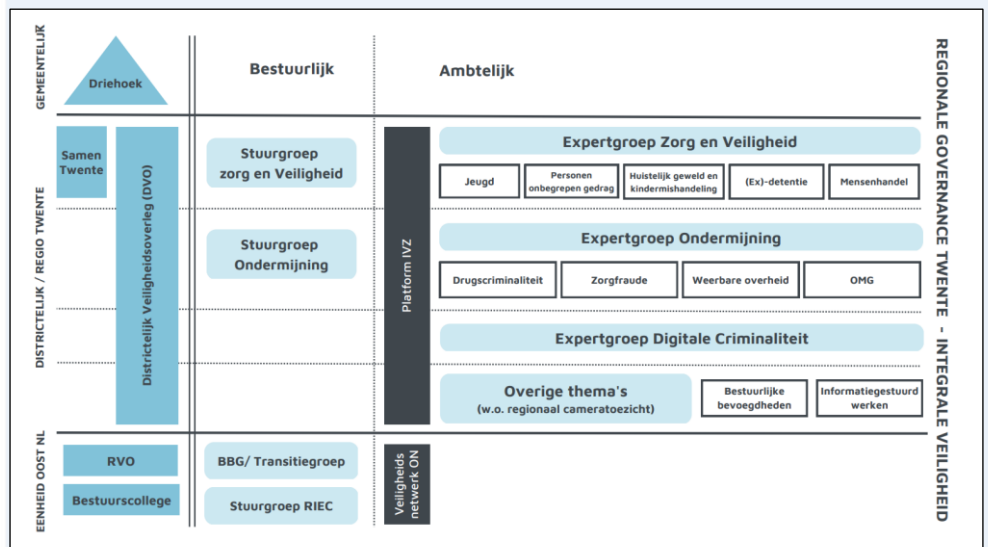 GEMEENTELIJK
Driehoek
Bestuurlijk
Ambtelijk
DISTRICTELIJK / REGIO TWENTE
Samen
Twente
Districtelijk Veiligheidsoverleg (DVO)
Stuurgroep
zorg en Veiligheid
Stuurgroep
Ondermijning
Platform IVZ
Expertgroep Zorg en Veiligheid
Jeugd
Personen
onbegrepen gedrag
Huistelijk geweld en
kindermishandeling
(Ex)-detentie
Mensenhandel
Expertgroep Ondermijning
Drugscriminaliteit
Zorgfraude
Weerbare overheid
OMG
Expertgroep Digitale Criminaliteit
Overige thema's
(w.o. regionaal cameratoezicht)
Bestuurlijke
bevoegdheden
Informatiegestuurd
werken
EENHEID OOST NL
RVO
Bestuurscollege
BBG/ Transitiegroep
Stuurgroep RIEC
Veiligheids
netwerk ON
REGIONALE GOVERNANCE TWENTE - INTEGRALE VEILIGHEID